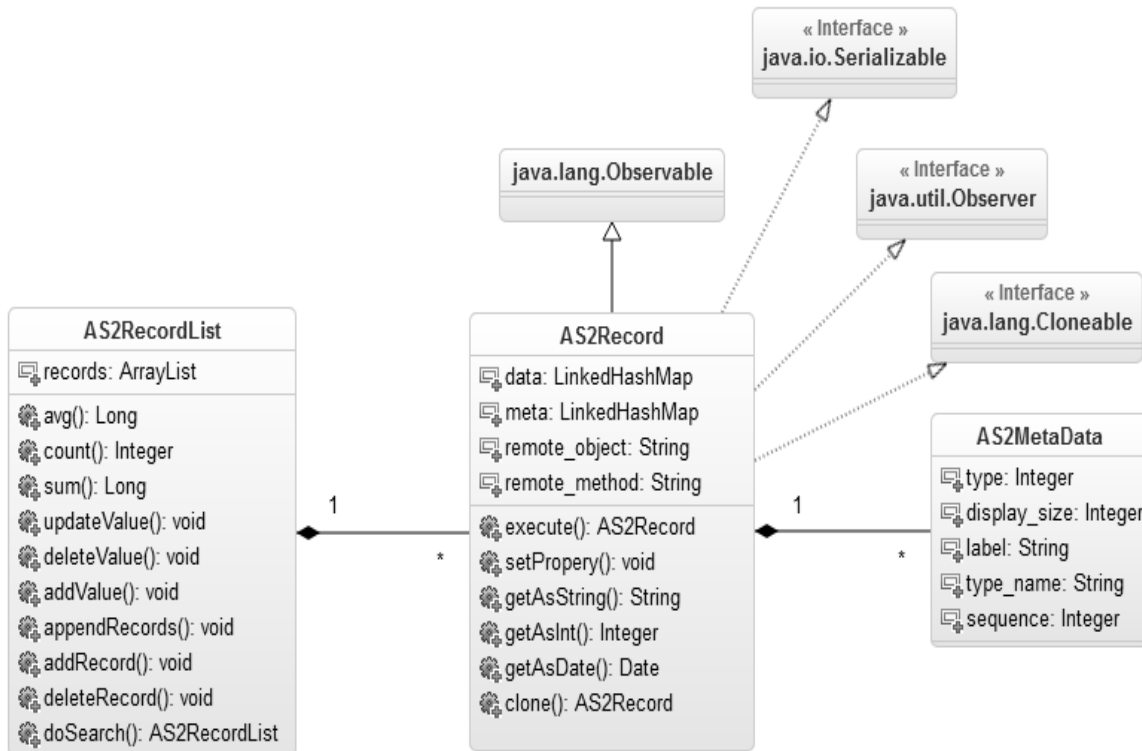 « Interface »
java.io.Serializable
java.lang.Observable
« Interface »
java.util.Observer
« Interface »
java.lang.Cloneable
AS2RecordList
records: ArrayList
avg(): Long
count(): Integer
sum(): Long
updateValue(): void
deleteValue(): void
addValue(): void
appendRecords(): void
addRecord(): void
deleteRecord(): void
doSearch(): AS2RecordList
1
*
AS2Record
data: LinkedHashMap
meta: LinkedHashMap
remote_object: String
remote_method: String
execute(): AS2Record
setPropery(): void
getAsString(): String
getAsInt(): Integer
getAsDate(): Date
clone(): AS2Record
1
*
AS2MetaData
type: Integer
display_size: Integer
label: String
type_name: String
sequence: Integer